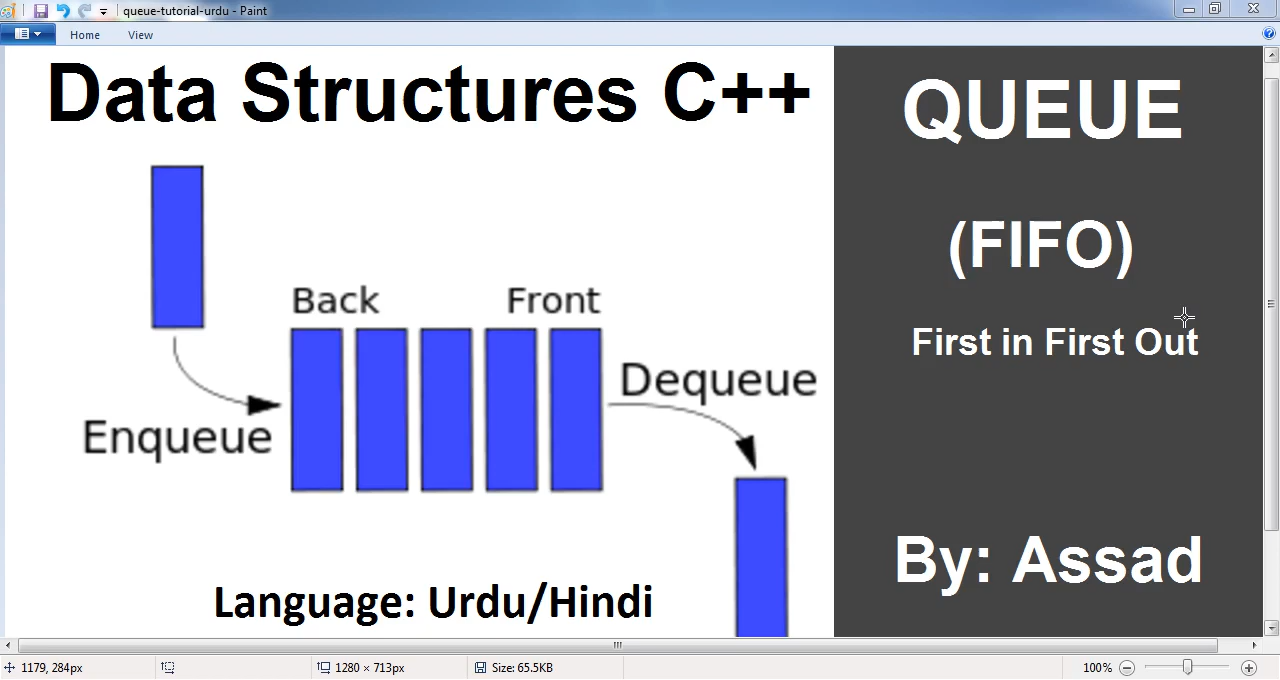 queue-tutorial-urdu - Paint
Home View
Data Structures C++
QUEUE
(FIFO)
First in First Out
Back Front
Dequeue
Enqueue
By: Assad
Language: Urdu/Hindi
1179, 284px
1280 × 713px
Size: 65.5KB
100%